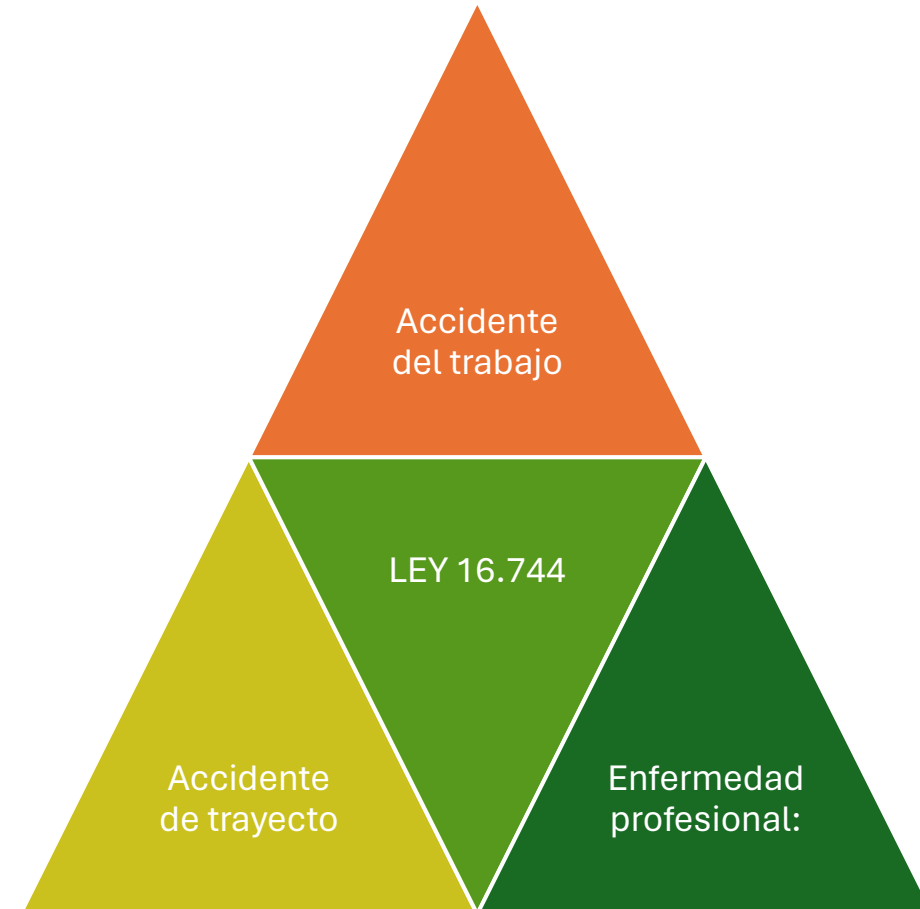 Accidente
del trabajo
LEY 16.744
Accidente
de trayecto
Enfermedad
profesional: